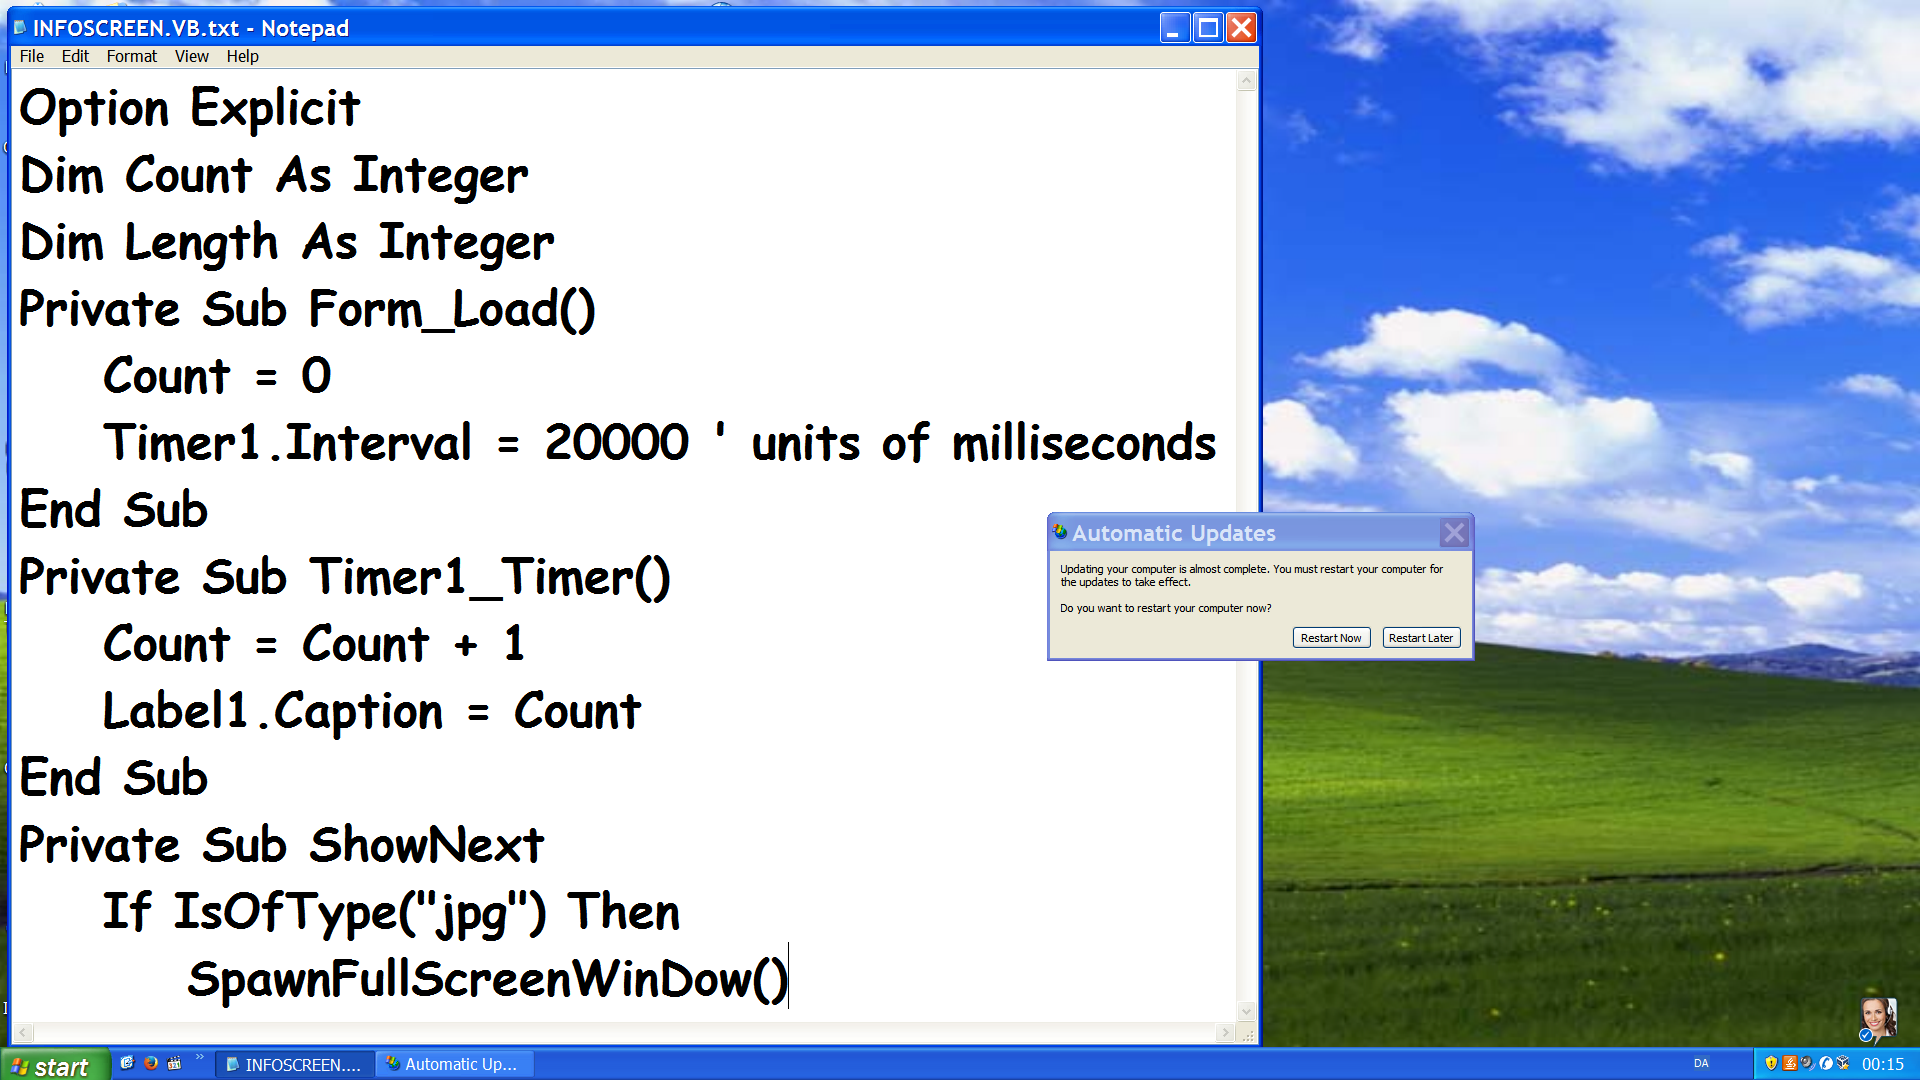 INFOSCREEN.VB.txt - Notepad
File Edit Format View Help
Option Explicit
Dim Count As Integer
Dim Length As Integer
Private Sub Form_Load()
Count = 0
Timer1.Interval = 20000 ' units of milliseconds
End Sub
Private Sub Timer1_Timer()
Count = Count + 1
Label1.Caption = Count
End Sub
Private Sub ShowNext
If IsOfType("jpg") Then
SpawnFullScreenWinDow()
Automatic Updates
Updating your computer is almost complete. You must restart your computer for
the updates to take effect.
Do you want to restart your computer now?
Restart Now Restart Later
start
INFOSCREEN....
Automatic Up...
DA
00:15